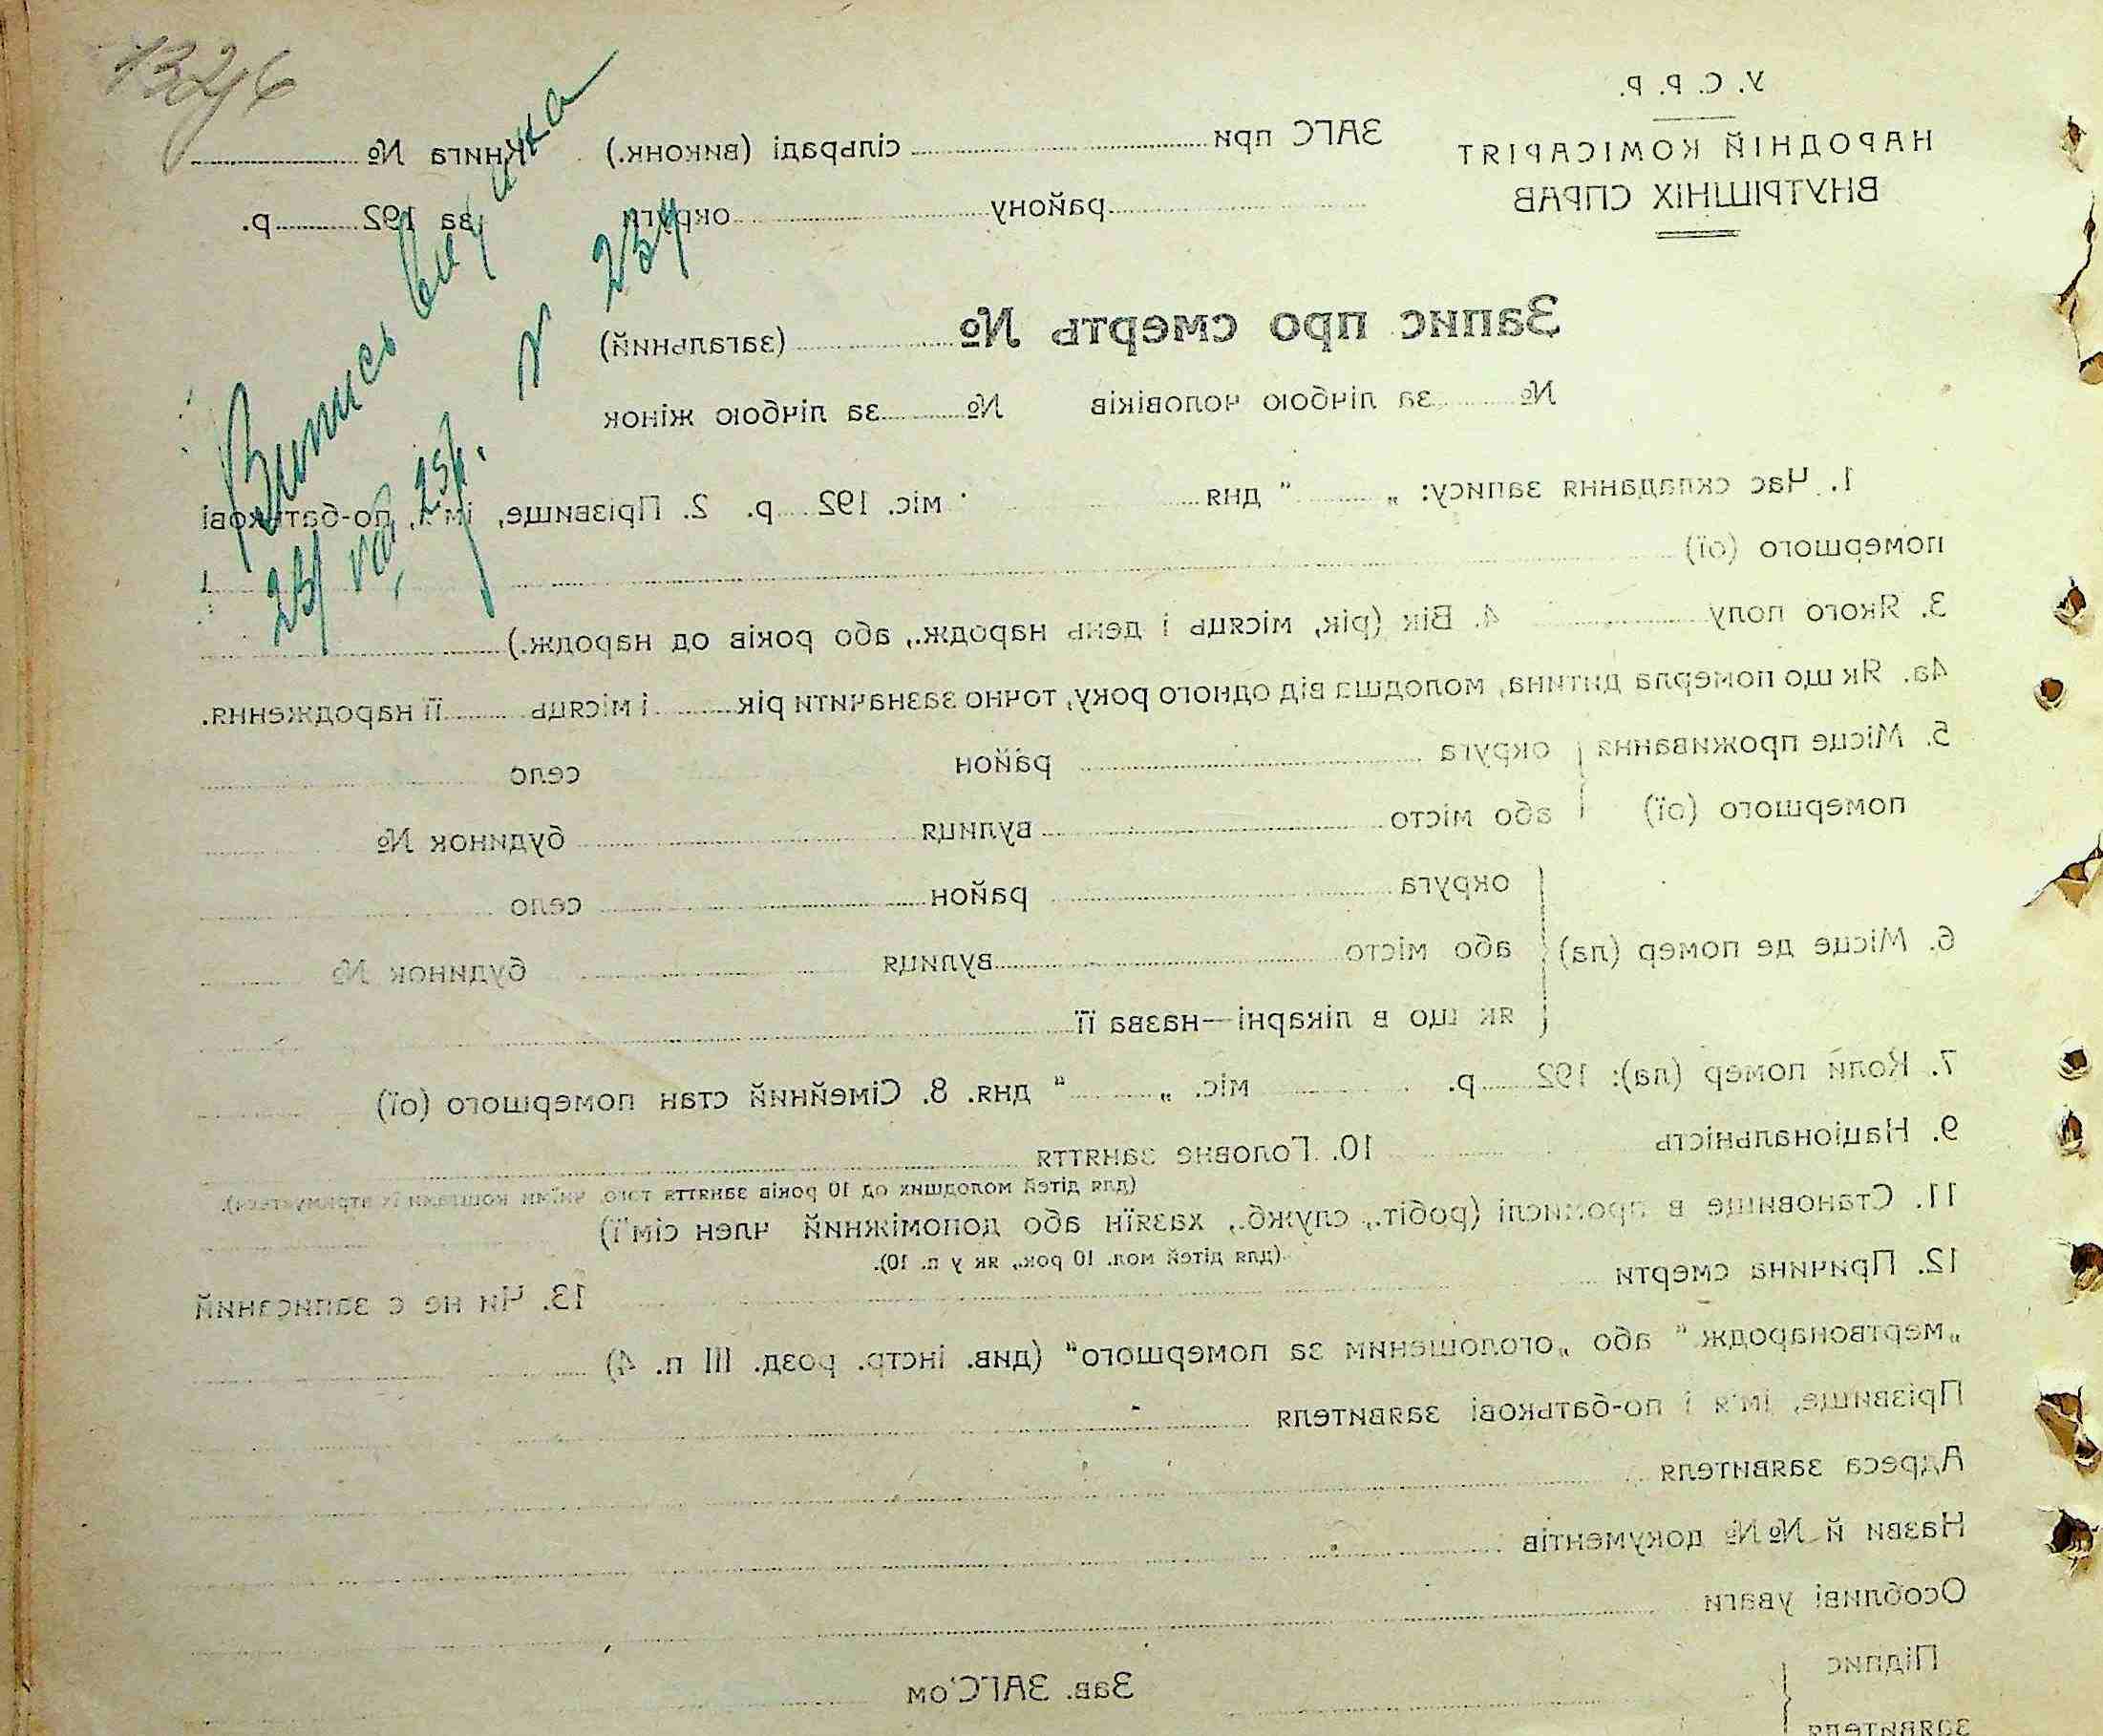 1326
У. С. Р. Р.
НАРОДНІЙ КОМІСАРІЯТ
ВНУТРІШНІХ СПРАВ
ЗАГС при сільраді (виконк.) Книга №
району округи за 192 р.
Запис про смерть № (загальний)
№ за лічбою чоловіків № за лічбою жінок
Випись
25р. N 234
1. Час складання запису: „ “ дня міс. 192 р. 2. Прізвище, ім'я, по-батькові
помершого (ої)
3. Якого полу 4. Вік (рік, місяць і день народж., або років од народж.)
4а. Як що померла дитина, молодша від одного року, точно зазначити рік і місяць її народження.
5. Місце проживання округа район село
помершого (ої) або місто вулиця будинок №
округа район село
6. Місце де помер (ла) або місто вулиця будинок №
як що в лікарні—назва її
7. Коли помер (ла): 192 р. міс. „ “ дня. 8. Сімейний стан помершого (ої)
9. Національність 10. Головне заняття
(для дітей молодших од 10 років заняття того, чиїми коштами їх утримується).
11. Становище в промислі (робіт., служб., хазяїн або допоміжний член сім'ї)
(для дітей мол. 10 рок., як у п. 10).
12. Причина смерти 13. Чи не є записаний
„мертвонародж.“ або „оголошеним за помершого“ (див. інстр. розд. III п. 4)
Прізвище, ім'я і по-батькові заявителя
Адреса заявителя
Назви й №№ документів
Особливі уваги
Підпис
Зав. ЗАГС'ом
заявителя